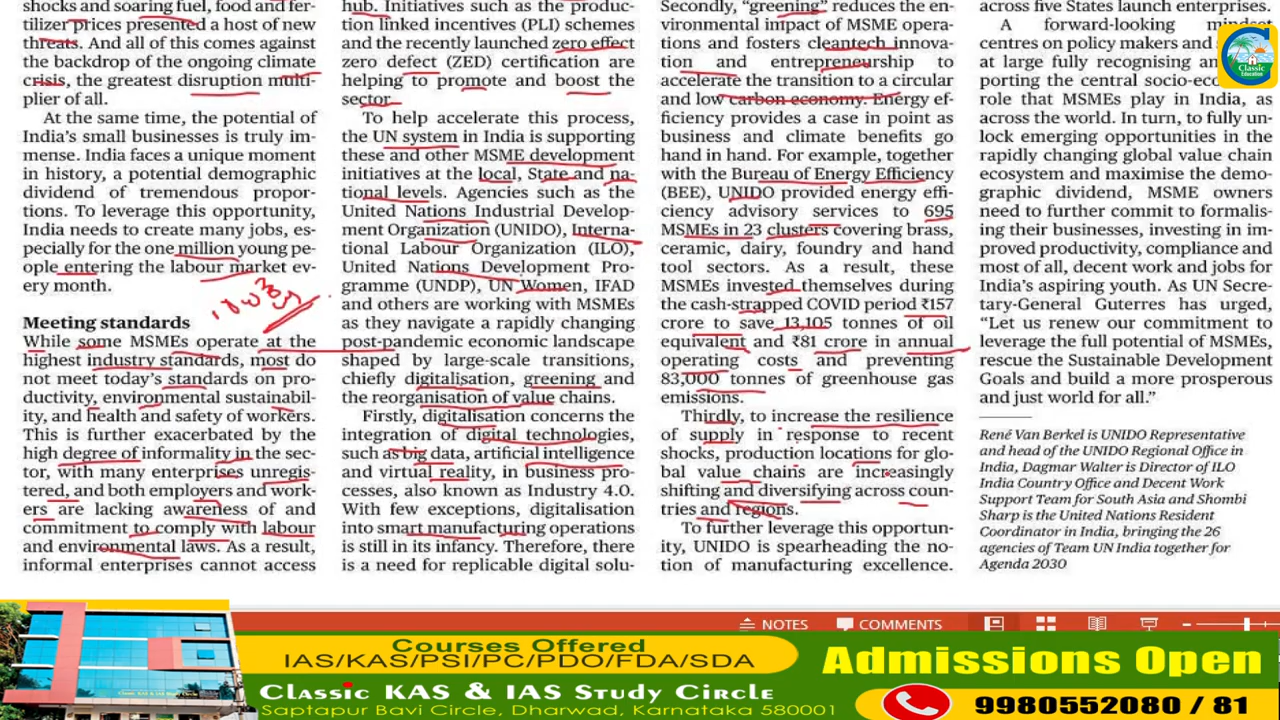 shocks and soaring fuel, food and fer-
tilizer prices presented a host of new
threats. And all of this comes against
the backdrop of the ongoing climate
crisis, the greatest disruption multi-
plier of all.
At the same time, the potential of
India's small businesses is truly im-
mense. India faces a unique moment
in history, a potential demographic
dividend of tremendous propor-
tions. To leverage this opportunity,
India needs to create many jobs, es-
pecially for the one million young pe-
ople entering the labour market ev-
ery month.
Meeting standards
While some MSMEs operate at the
highest industry standards, most do
not meet today's standards on pro-
ductivity, environmental sustainabil-
ity, and health and safety of workers.
This is further exacerbated by the
high degree of informality in the sec-
tor, with many enterprises unregis-
tered, and both employers and work-
ers are lacking awareness of and
commitment to comply with labour
and environmental laws. As a result,
informal enterprises cannot access
hub. Initiatives such as the produc-
tion linked incentives (PLI) schemes
and the recently launched zero effect
zero defect (ZED) certification are
helping to promote and boost the
sector.
To help accelerate this process,
the UN system in India is supporting
these and other MSME development
initiatives at the local, State and na-
tional levels. Agencies such as the
United Nations Industrial Develop-
ment Organization (UNIDO), Interna-
tional Labour Organization (ILO),
United Nations Development Pro-
gramme (UNDP), UN Women, IFAD
and others are working with MSMEs
as they navigate a rapidly changing
post-pandemic economic landscape
shaped by large-scale transitions,
chiefly digitalisation, greening and
the reorganisation of value chains.
Firstly, digitalisation concerns the
integration of digital technologies,
such as big data, artificial intelligence
and virtual reality, in business pro-
cesses, also known as Industry 4.0.
With few exceptions, digitalisation
into smart manufacturing operations
is still in its infancy. Therefore, there
is a need for replicable digital solu-
Secondly, "greening" reduces the en-
vironmental impact of MSME opera-
tions and fosters cleantech innova-
tion and entrepreneurship to
accelerate the transition to a circular
and low carbon economy. Energy ef-
ficiency provides a case in point as
business and climate benefits go
hand in hand. For example, together
with the Bureau of Energy Efficiency
(BEE), UNIDO provided energy effi-
ciency advisory services to 695
MSMEs in 23 clusters covering brass,
ceramic, dairy, foundry and hand
tool sectors. As a result, these
MSMEs invested themselves during
the cash-strapped COVID period ₹157
crore to save 13,105 tonnes of oil
equivalent and ₹81 crore in annual
operating costs and preventing
83,000 tonnes of greenhouse gas
emissions.
Thirdly, to increase the resilience
of supply in response to recent
shocks, production locations for glo-
bal value chains are increasingly
shifting and diversifying across coun-
tries and regions.
To further leverage this opportun-
ity, UNIDO is spearheading the no-
tion of manufacturing excellence.
across five States launch enterprises.
A forward-looking mindset
centres on policy makers and
at large fully recognising an
porting the central socio-eco
role that MSMEs play in India, as
across the world. In turn, to fully un-
lock emerging opportunities in the
rapidly changing global value chain
ecosystem and maximise the demo-
graphic dividend, MSME owners
need to further commit to formalis-
ing their businesses, investing in im-
proved productivity, compliance and
most of all, decent work and jobs for
India's aspiring youth. As UN Secre-
tary-General Guterres has urged,
"Let us renew our commitment to
leverage the full potential of MSMEs,
rescue the Sustainable Development
Goals and build a more prosperous
and just world for all."
René Van Berkel is UNIDO Representative
and head of the UNIDO Regional Office in
India, Dagmar Walter is Director of ILO
India Country Office and Decent Work
Support Team for South Asia and Shombi
Sharp is the United Nations Resident
Coordinator in India, bringing the 26
agencies of Team UN India together for
Agenda 2030
Classic
Education
NOTES
COMMENTS
Courses Offered
IAS/KAS/PSI/PC/PDO/FDA/SDA
Classic KAS & IAS Study Circle
Saptapur Bavi Circle, Dharwad, Karnataka 580001
Admissions Open
9980552080 / 81